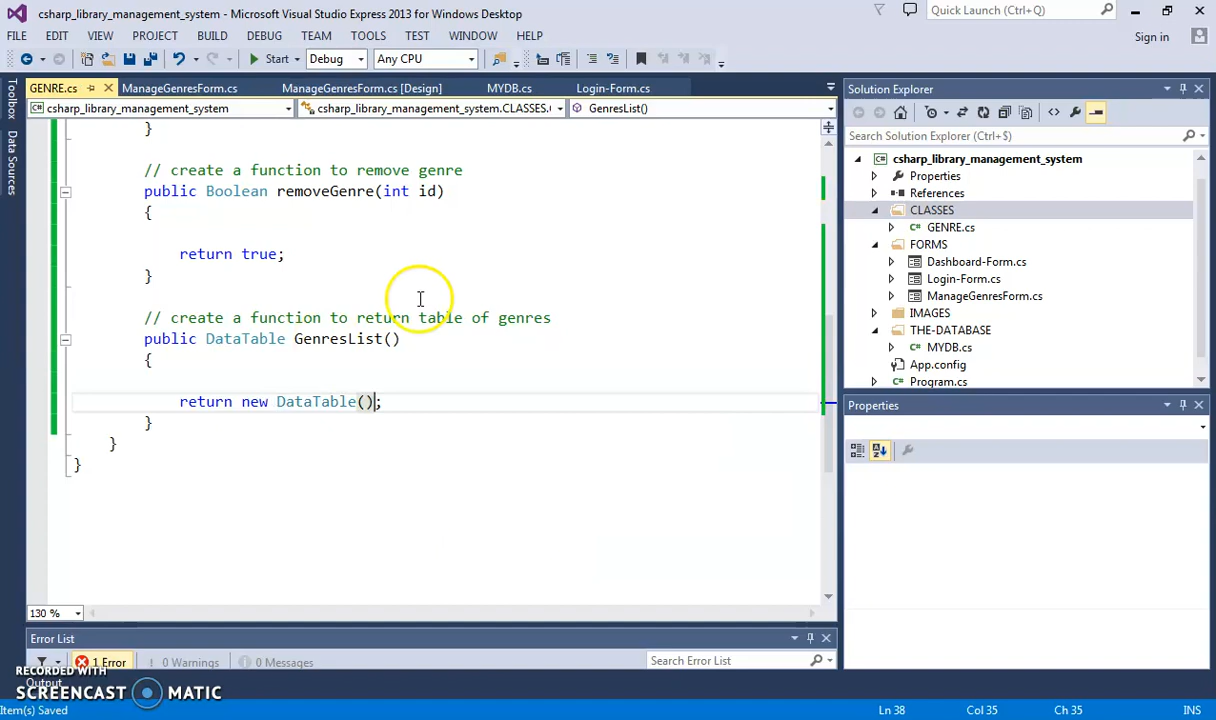 csharp_library_management_system - Microsoft Visual Studio Express 2013 for Windows Desktop
Quick Launch (Ctrl+Q)
FILE EDIT VIEW PROJECT BUILD DEBUG TEAM TOOLS TEST WINDOW HELP
Sign in
Start Debug Any CPU
Toolbox
Data Sources
GENRE.cs ManageGenresForm.cs ManageGenresForm.cs [Design] MYDB.cs Login-Form.cs
csharp_library_management_system csharp_library_management_system.CLASSES.( GenresList()
}
// create a function to remove genre
public Boolean removeGenre(int id)
{
return true;
}
// create a function to return table of genres
public DataTable GenresList()
{
return new DataTable();
}
}
}
130 %
Error List
1 Error 0 Warnings 0 Messages
Search Error List
Output
RECORDED WITH
SCREENCAST MATIC
Solution Explorer
Search Solution Explorer (Ctrl+$)
csharp_library_management_system
Properties
References
CLASSES
GENRE.cs
FORMS
Dashboard-Form.cs
Login-Form.cs
ManageGenresForm.cs
IMAGES
THE-DATABASE
MYDB.cs
App.config
Program.cs
Properties
Item(s) Saved
Ln 38 Col 35 Ch 35 INS